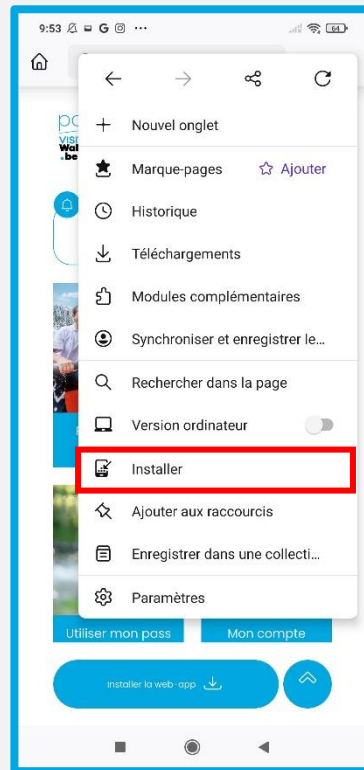 9:53 G ... 64
Nouvel onglet
Marque-pages Ajouter
Historique
Téléchargements
Modules complémentaires
Synchroniser et enregistrer le...
Rechercher dans la page
Version ordinateur
Installer
Ajouter aux raccourcis
Enregistrer dans une collecti...
Paramètres
Utiliser mon pass Mon compte
Installer la web-app